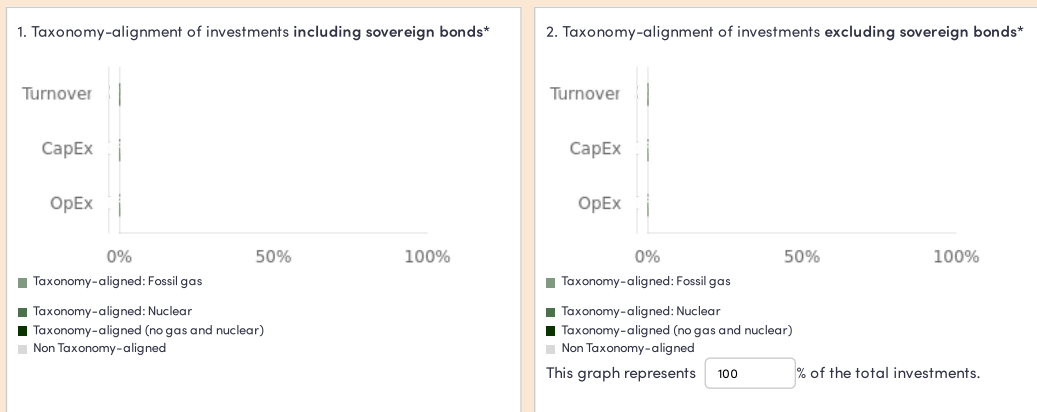 1. Taxonomy-alignment of investments including sovereign bonds*
Turnover
CapEx
OpEx
0% 50% 100%
Taxonomy-aligned: Fossil gas
Taxonomy-aligned: Nuclear
Taxonomy-aligned (no gas and nuclear)
Non Taxonomy-aligned
2. Taxonomy-alignment of investments excluding sovereign bonds*
Turnover
CapEx
OpEx
0% 50% 100%
Taxonomy-aligned: Fossil gas
Taxonomy-aligned: Nuclear
Taxonomy-aligned (no gas and nuclear)
Non Taxonomy-aligned
This graph represents 100 % of the total investments.